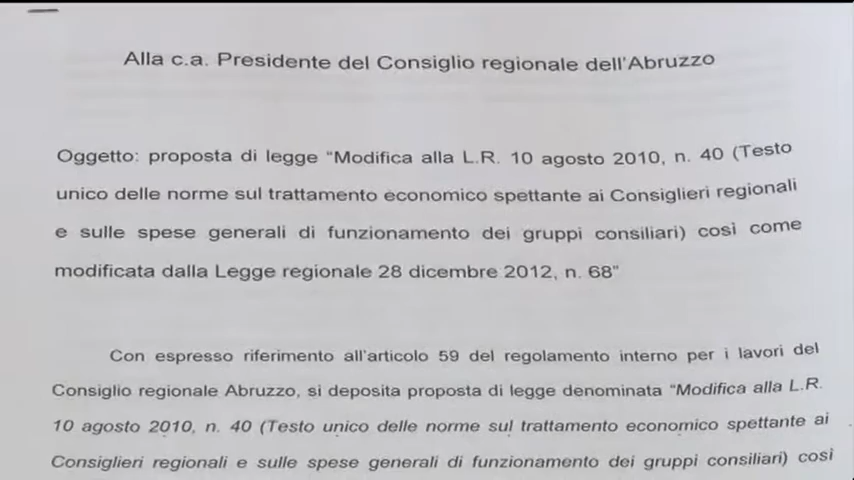 Alla c.a. Presidente del Consiglio regionale dell'Abruzzo
Oggetto: proposta di legge "Modifica alla L.R. 10 agosto 2010, n. 40 (Testo
unico delle norme sul trattamento economico spettante ai Consiglieri regionali
e sulle spese generali di funzionamento dei gruppi consiliari) così come
modificata dalla Legge regionale 28 dicembre 2012, n. 68"
Con espresso riferimento all'articolo 59 del regolamento interno per i lavori del
Consiglio regionale Abruzzo, si deposita proposta di legge denominata "Modifica alla L.R.
10 agosto 2010, n. 40 (Testo unico delle norme sul trattamento economico spettante ai
Consiglieri regionali e sulle spese generali di funzionamento dei gruppi consiliari) così